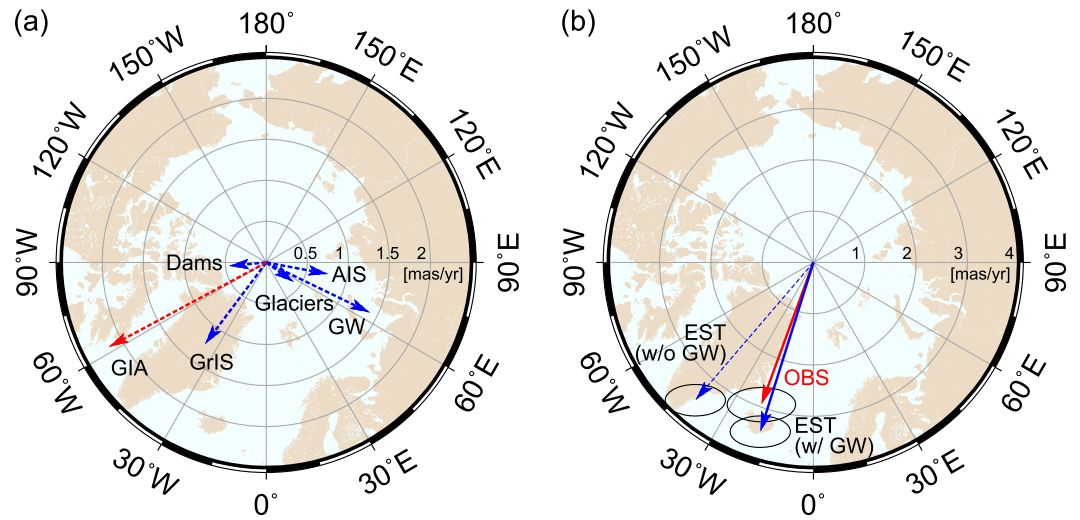 (a)
180°
150°W
150°E
120°W
120°E
90°W
90°E
60°W
60°E
30°W
30°E
0°
0.5 1 1.5 2
[mas/yr]
Dams
AIS
Glaciers
GW
GrIS
GIA
(b)
180°
150°W
150°E
120°W
120°E
90°W
90°E
60°W
60°E
30°W
30°E
0°
1 2 3 4
[mas/yr]
EST
(w/o GW)
OBS
EST
(w/ GW)